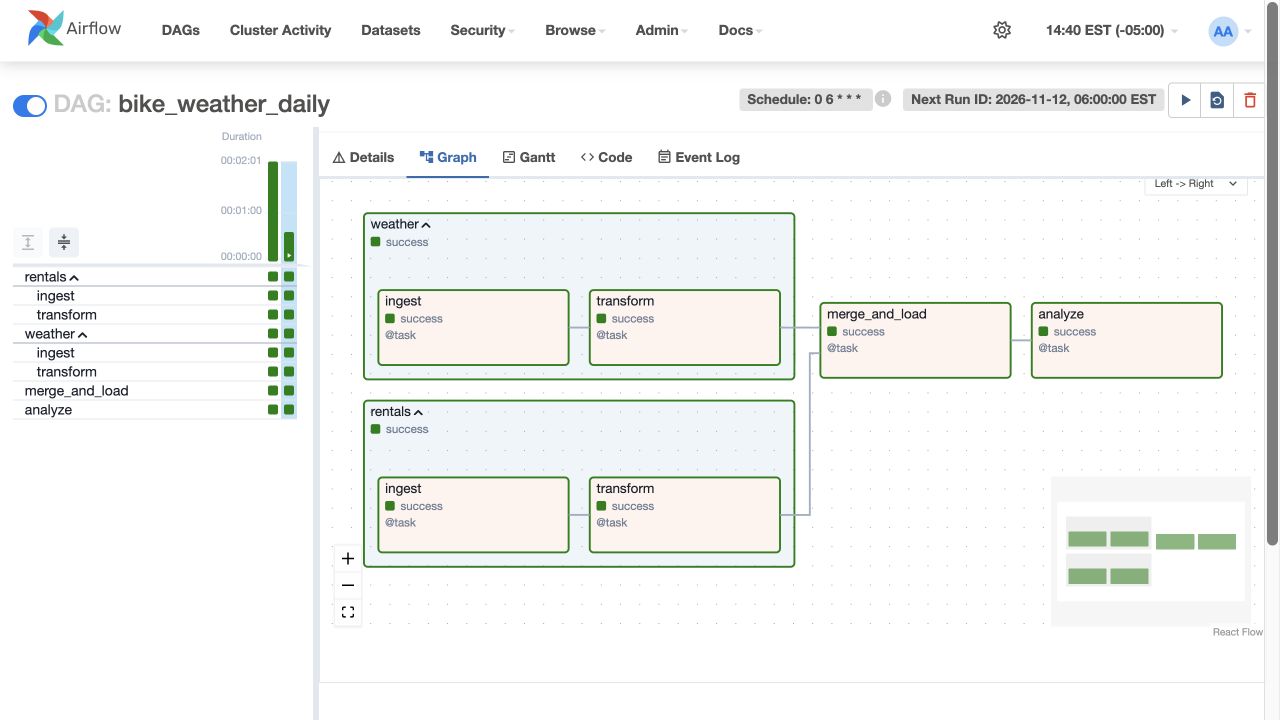 Airflow
DAGs
Cluster Activity
Datasets
Security
Browse
Admin
Docs
14:40 EST (-05:00)
AA
DAG: bike_weather_daily
Schedule: 0 6 * * *
Next Run ID: 2026-11-12, 06:00:00 EST
Duration
00:02:01
00:01:00
00:00:00
rentals
ingest
transform
weather
ingest
transform
merge_and_load
analyze
Details
Graph
Gantt
Code
Event Log
Left -> Right
weather
success
ingest
success
@task
transform
success
@task
merge_and_load
success
@task
analyze
success
@task
rentals
success
ingest
success
@task
transform
success
@task
React Flow